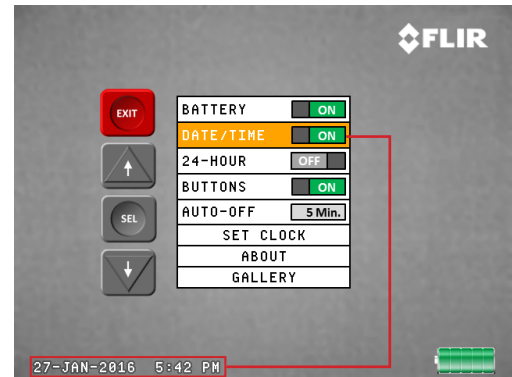 FLIR
EXIT
SEL
BATTERY ON
DATE/TIME ON
24-HOUR OFF
BUTTONS ON
AUTO-OFF 5 Min.
SET CLOCK
ABOUT
GALLERY
27-JAN-2016 5:42 PM